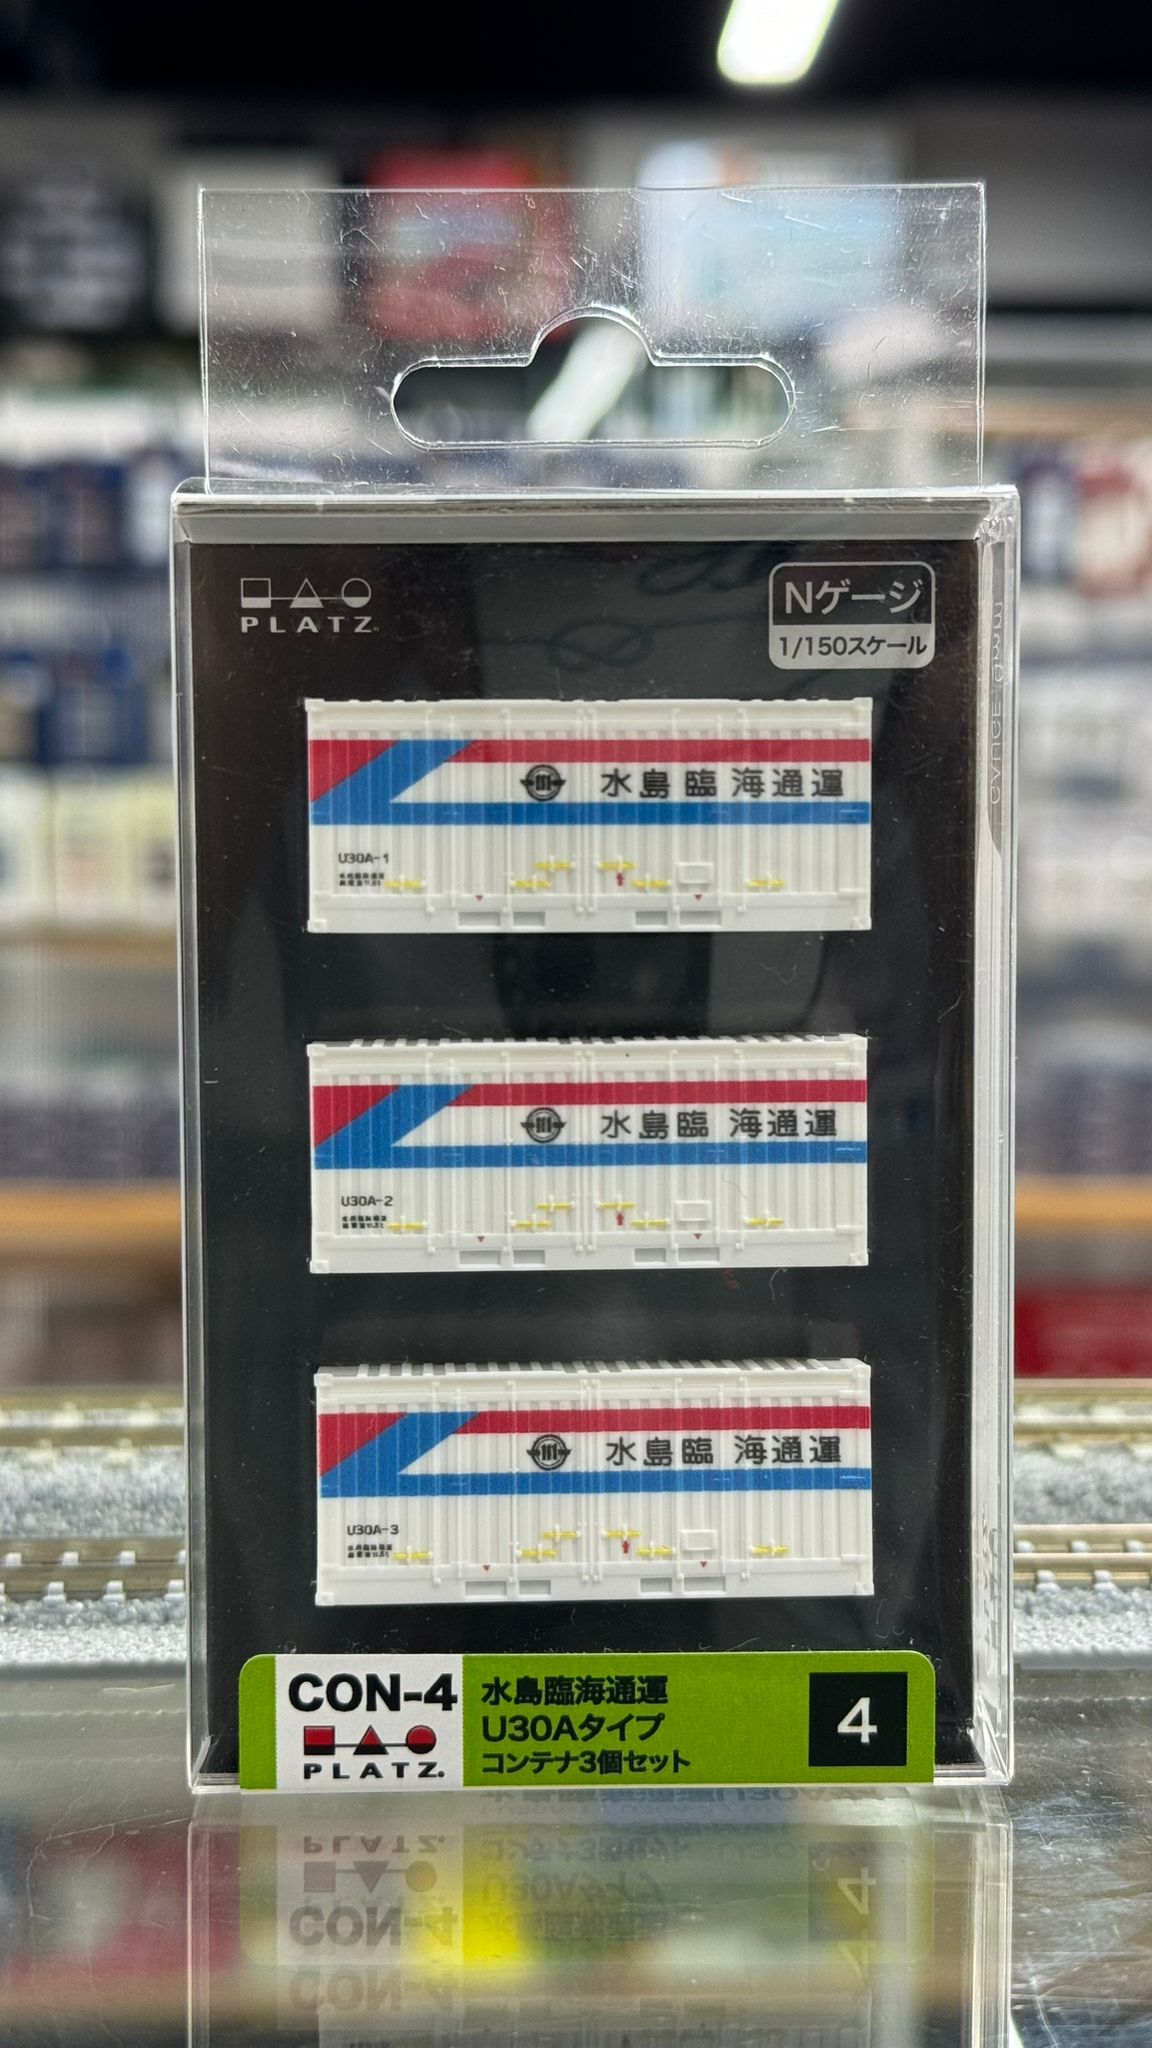 PLATZ
Nゲージ
1/150スケール
水島臨海通運
U30A-1
水島臨海通運
U30A-2
水島臨海通運
U30A-3
CON-4
PLATZ.
水島臨海通運
U30Aタイプ
コンテナ3個セット
4